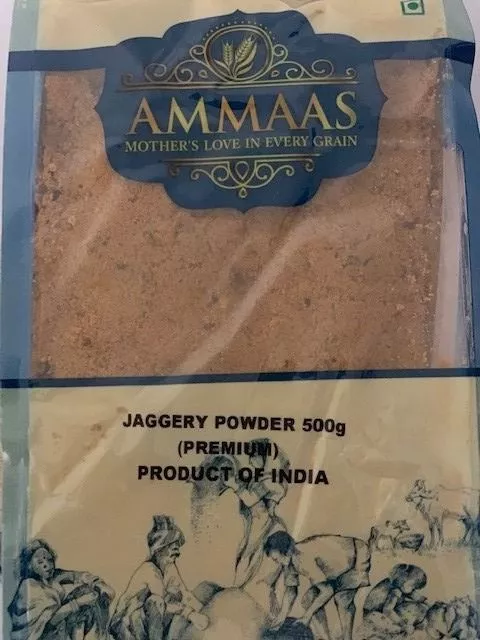 AMMAAS
MOTHER'S LOVE IN EVERY GRAIN
JAGGERY POWDER 500g
(PREMIUM)
PRODUCT OF INDIA